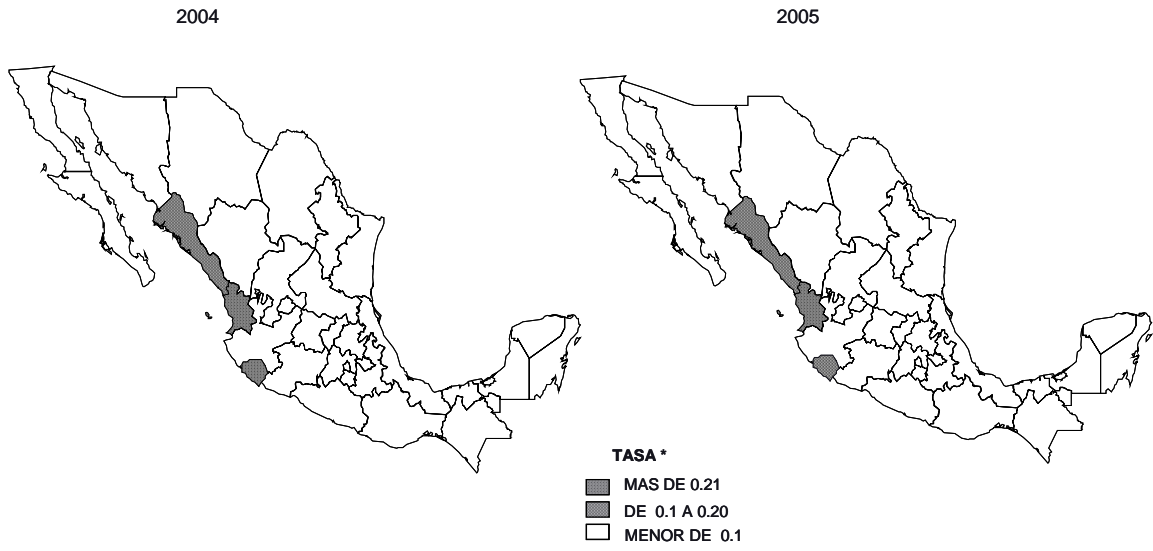 2004
2005
TASA *
MAS DE 0.21
DE 0.1 A 0.20
MENOR DE 0.1